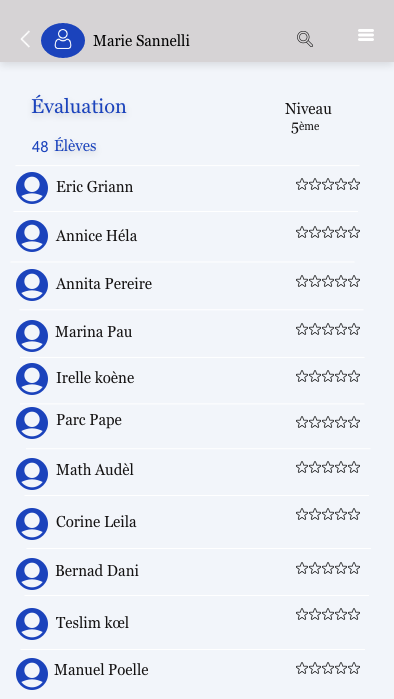 Marie Sannelli
Évaluation
Niveau
5ème
48 Élèves
Eric Griann
Annice Héla
Annita Pereire
Marina Pau
Irelle koène
Parc Pape
Math Audèl
Corine Leila
Bernad Dani
Teslim kœl
Manuel Poelle